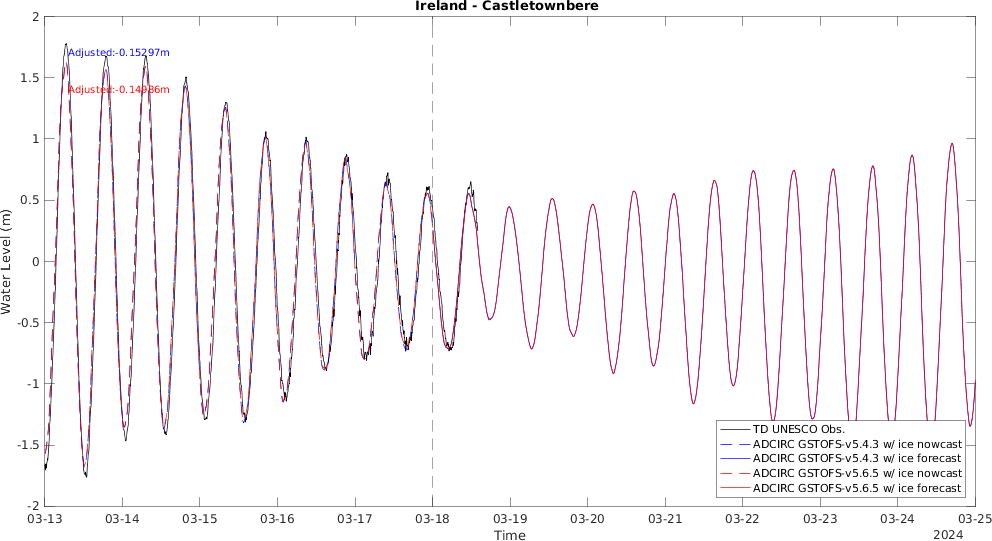 Ireland - Castletownbere
2
1.5
1
0.5
0
-0.5
-1
-1.5
-2
Water Level (m)
Adjusted:-0.15297m
Adjusted:-0.14986m
TD UNESCO Obs.
ADCIRC GSTOFS-v5.4.3 w/ ice nowcast
ADCIRC GSTOFS-v5.4.3 w/ ice forecast
ADCIRC GSTOFS-v5.6.5 w/ ice nowcast
ADCIRC GSTOFS-v5.6.5 w/ ice forecast
03-13 03-14 03-15 03-16 03-17 03-18 03-19 03-20 03-21 03-22 03-23 03-24 03-25
Time
2024